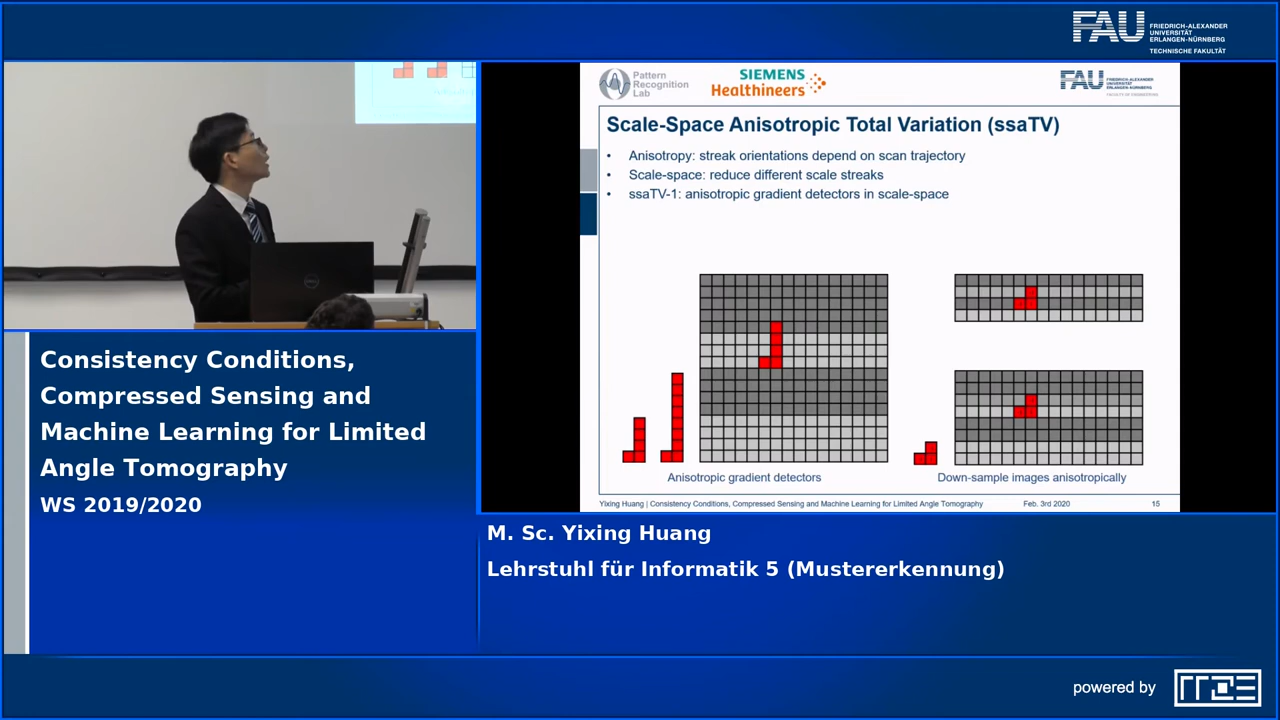 FAU
FRIEDRICH-ALEXANDER
UNIVERSITÄT
ERLANGEN-NÜRNBERG
TECHNISCHE FAKULTÄT
Pattern
Recognition
Lab
SIEMENS
Healthineers
FAU
FRIEDRICH-ALEXANDER
UNIVERSITÄT
ERLANGEN-NÜRNBERG
FACULTY OF ENGINEERING
Scale-Space Anisotropic Total Variation (ssaTV)
• Anisotropy: streak orientations depend on scan trajectory
• Scale-space: reduce different scale streaks
• ssaTV-1: anisotropic gradient detectors in scale-space
Anisotropic gradient detectors
Down-sample images anisotropically
Yixing Huang | Consistency Conditions, Compressed Sensing and Machine Learning for Limited Angle Tomography Feb. 3rd 2020 15
Consistency Conditions,
Compressed Sensing and
Machine Learning for Limited
Angle Tomography
WS 2019/2020
M. Sc. Yixing Huang
Lehrstuhl für Informatik 5 (Mustererkennung)
powered by